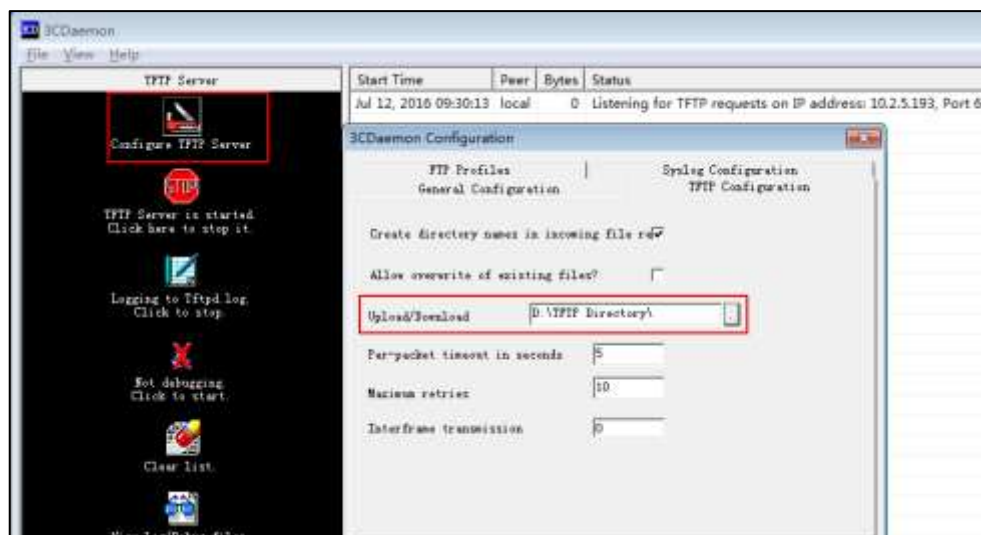 3CDaemon
File View Help
TFTP Server
Start Time Peer Bytes Status
Jul 12, 2016 09:30:13 local 0 Listening for TFTP requests on IP address: 10.2.5.193, Port 6
Configure TFTP Server
STOP
TFTP Server is started.
Click here to stop it.
Logging to Tftpd.log.
Click to stop.
Not debugging.
Click to start.
Clear list.
3CDaemon Configuration
FTP Profiles
Syslog Configuration
General Configuration
TFTP Configuration
Create directory names in incoming file re
Allow overwrite of existing files?
Upload/Download D:\TFTP Directory\
Per-packet timeout in seconds 5
Maximum retries 10
Interframe transmission 0